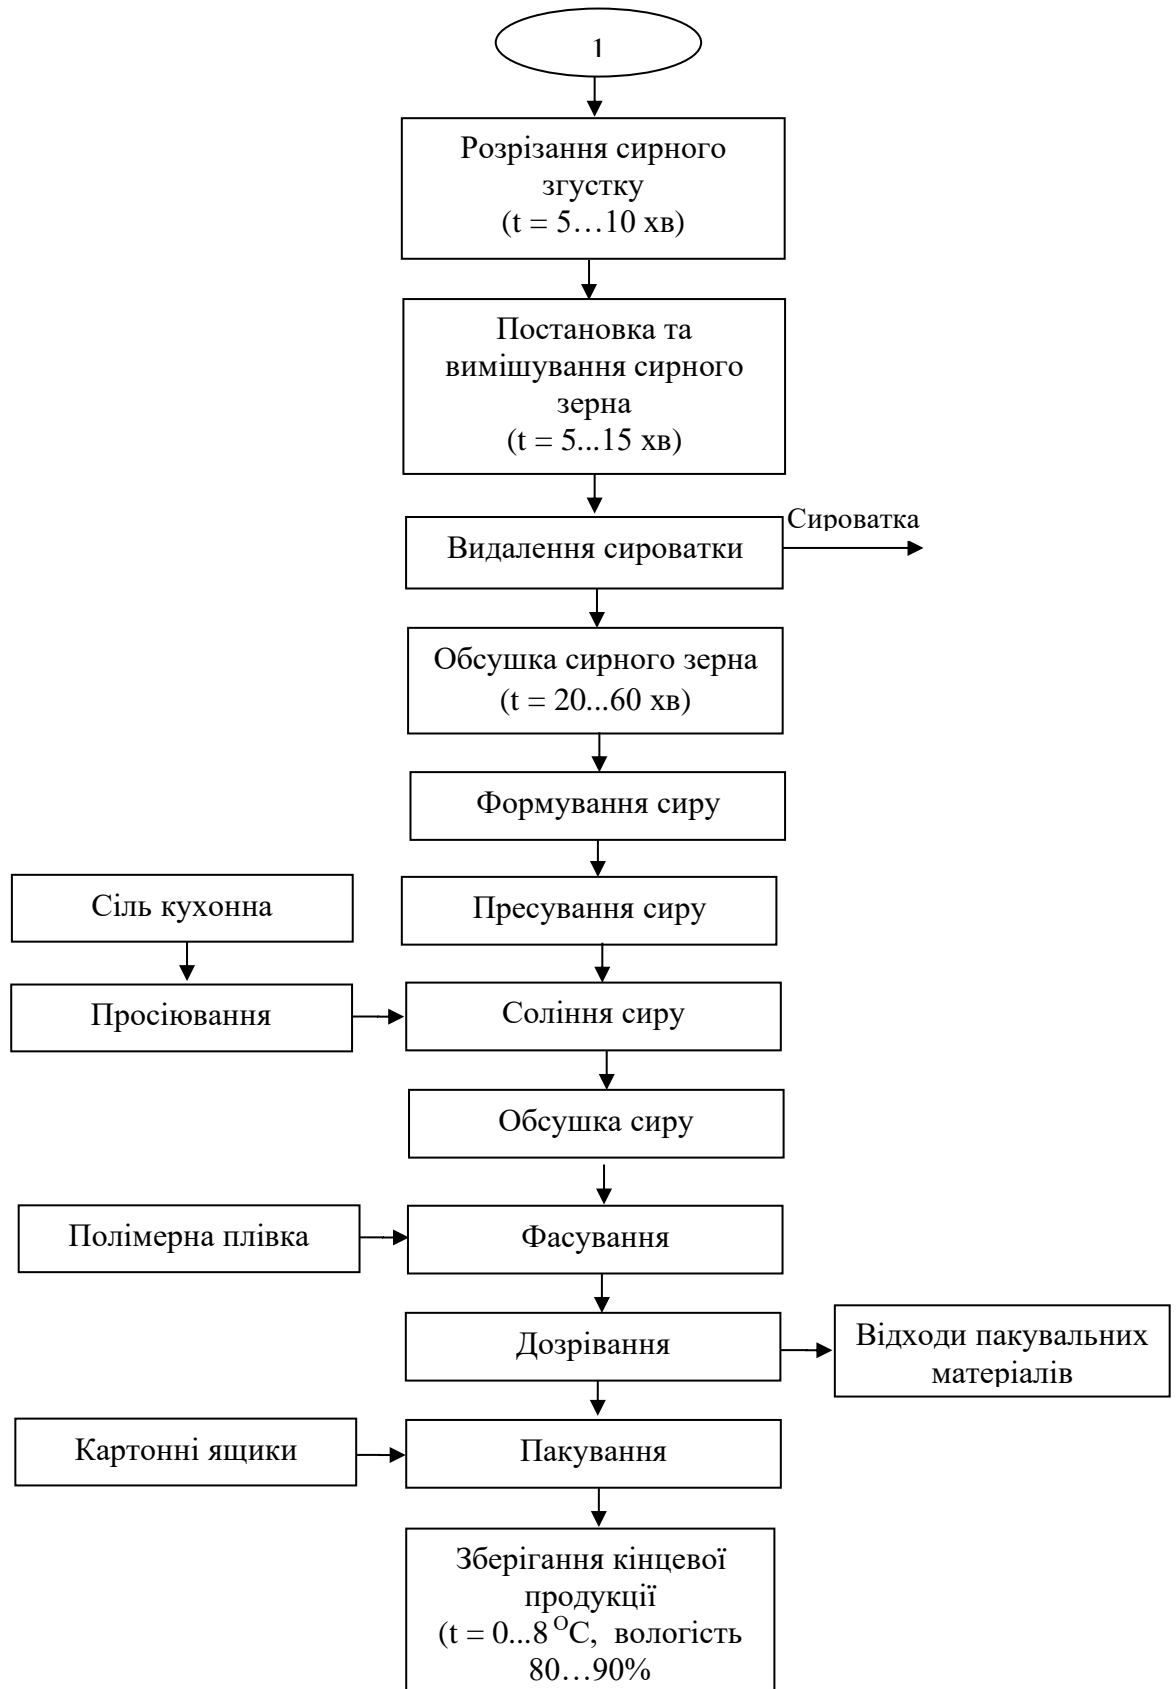 1
Розрізання сирного
згустку
(t = 5…10 хв)
Постановка та
вимішування сирного
зерна
(t = 5...15 хв)
Сироватка
Видалення сироватки
Обсушка сирного зерна
(t = 20...60 хв)
Формування сиру
Сіль кухонна
Пресування сиру
Просіювання
Соління сиру
Обсушка сиру
Полімерна плівка
Фасування
Дозрівання
Відходи пакувальних
матеріалів
Картонні ящики
Пакування
Зберігання кінцевої
продукції
(t = 0...8 ᴼС, вологість
80…90%